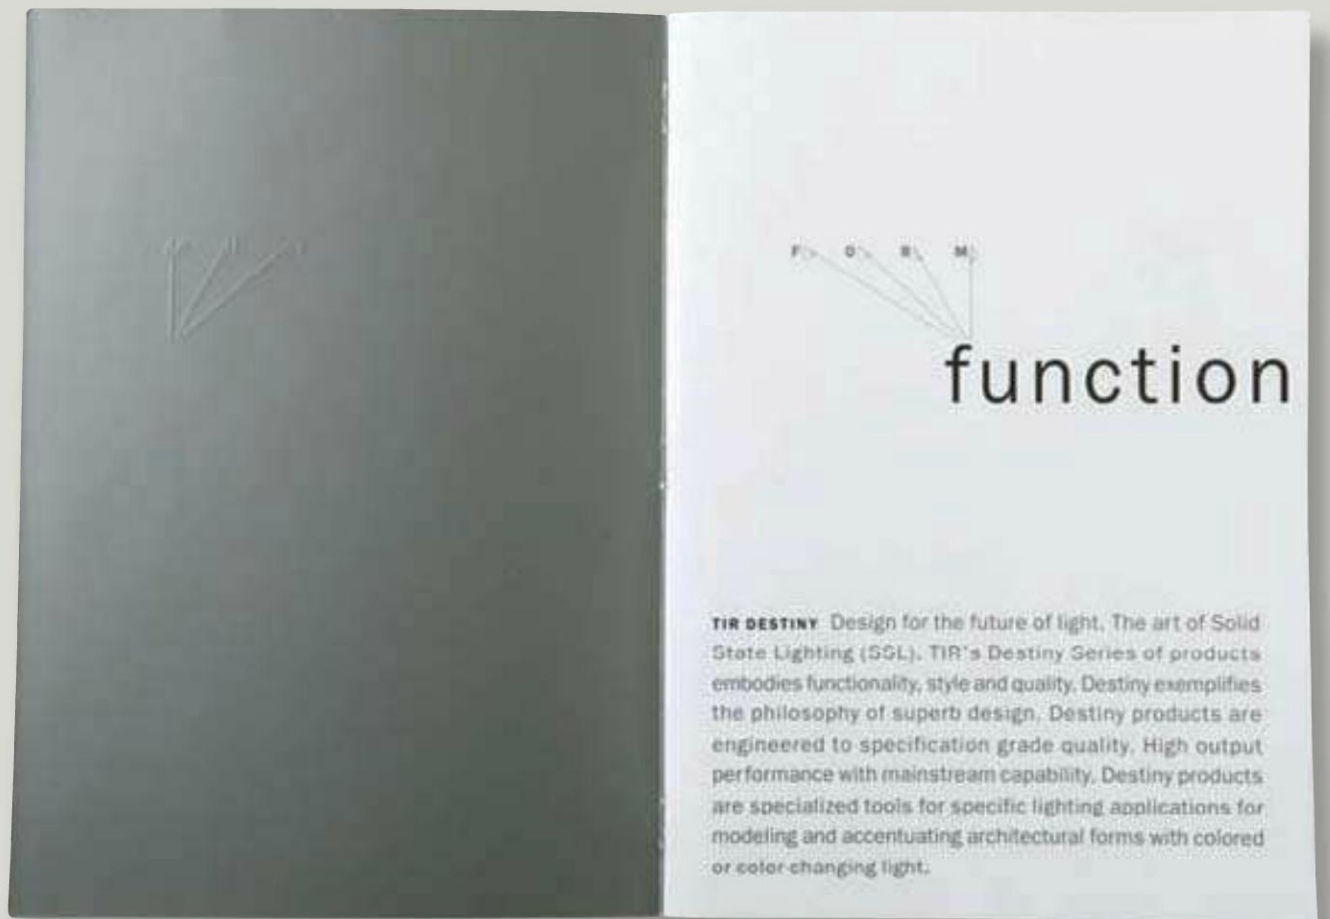 F O R M
function
TIR DESTINY Design for the future of light. The art of Solid
State Lighting (SSL). TIR's Destiny Series of products
embodies functionality, style and quality. Destiny exemplifies
the philosophy of superb design. Destiny products are
engineered to specification grade quality. High output
performance with mainstream capability. Destiny products
are specialized tools for specific lighting applications for
modeling and accentuating architectural forms with colored
or color-changing light.